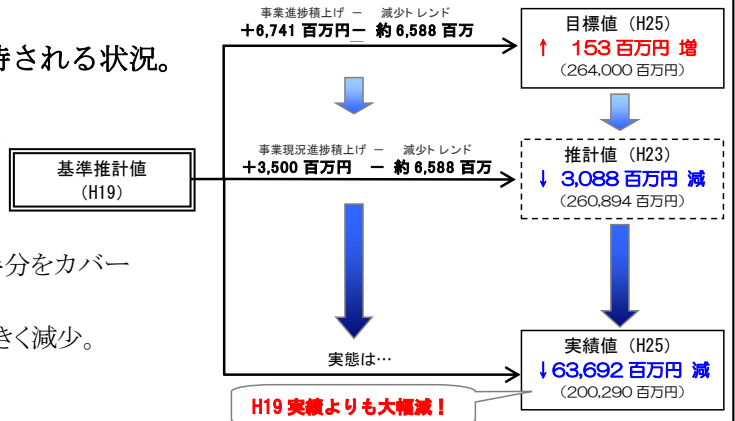 事業進捗積上げ － 減少トレンド
＋6,741 百万円－ 約 6,588 百万
目標値（H25）
↑ 153 百万円 増
（264,000 百万円）
待される状況。
事業現況進捗積上げ － 減少トレンド
＋3,500 百万円 － 約 6,588 百万
基準推計値
（H19）
推計値（H23）
↓ 3,088 百万円 減
（260,894 百万円）
分をカバー
きく減少。
実態は…
実績値（H25）
↓63,692 百万円 減
（200,290 百万円）
H19 実績よりも大幅減！